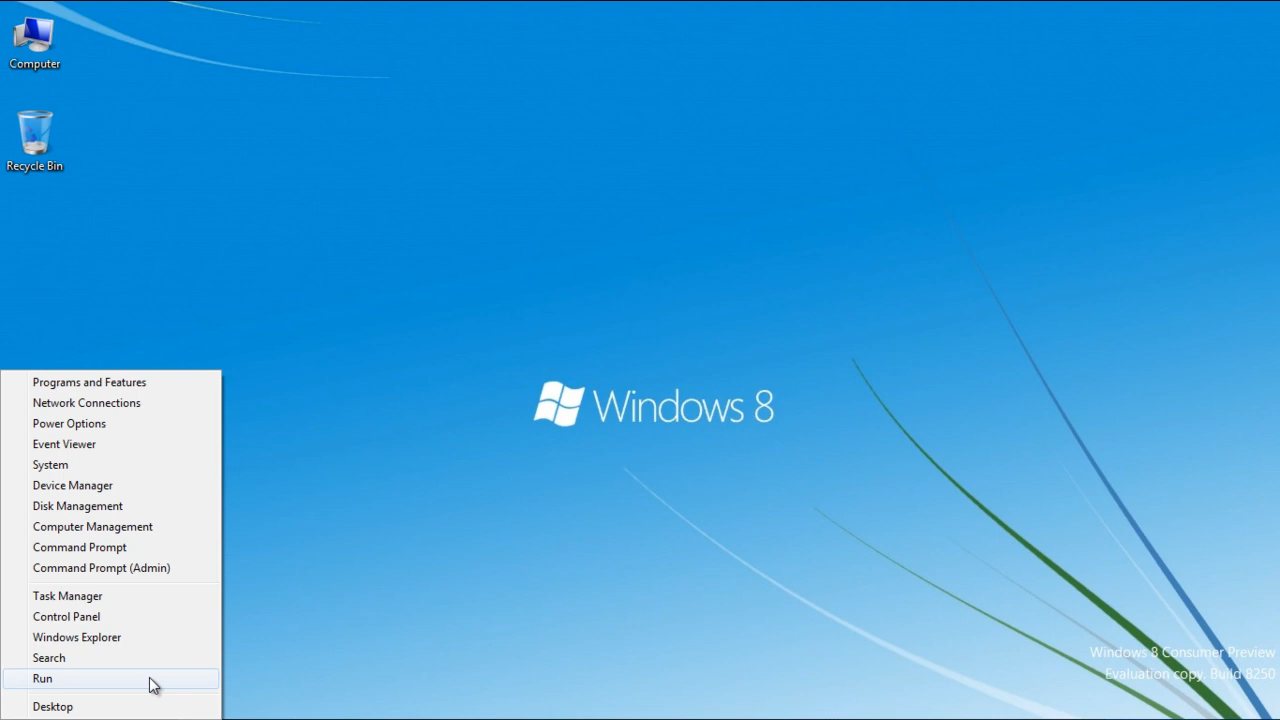 Computer
Recycle Bin
Windows 8
Programs and Features
Network Connections
Power Options
Event Viewer
System
Device Manager
Disk Management
Computer Management
Command Prompt
Command Prompt (Admin)
Task Manager
Control Panel
Windows Explorer
Search
Run
Desktop
Windows 8 Consumer Preview
Evaluation copy. Build 8250